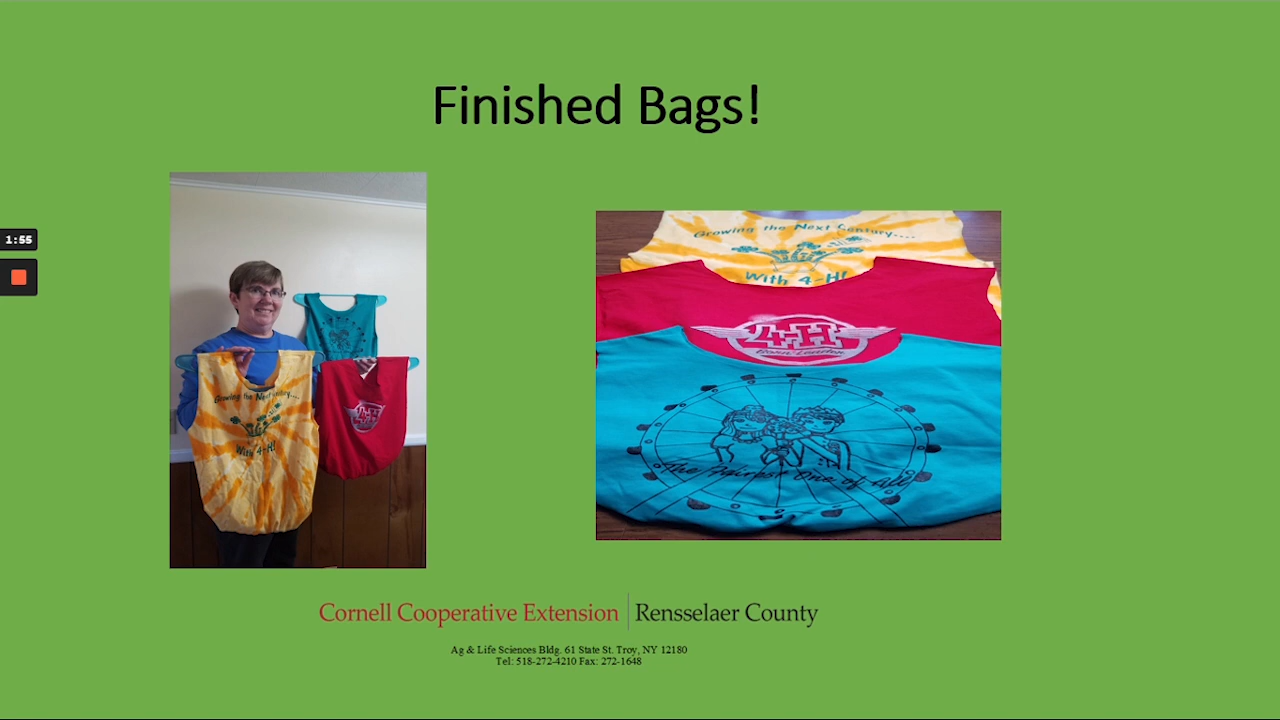 Finished Bags!
1:55
Growing the Next Century....
With 4-H!
4-H
Growing the Next Century....
With 4-H!
4-H
The Fairest One of All
Cornell Cooperative Extension | Rensselaer County
Ag & Life Sciences Bldg. 61 State St. Troy, NY 12180
Tel: 518-272-4210 Fax: 272-1648